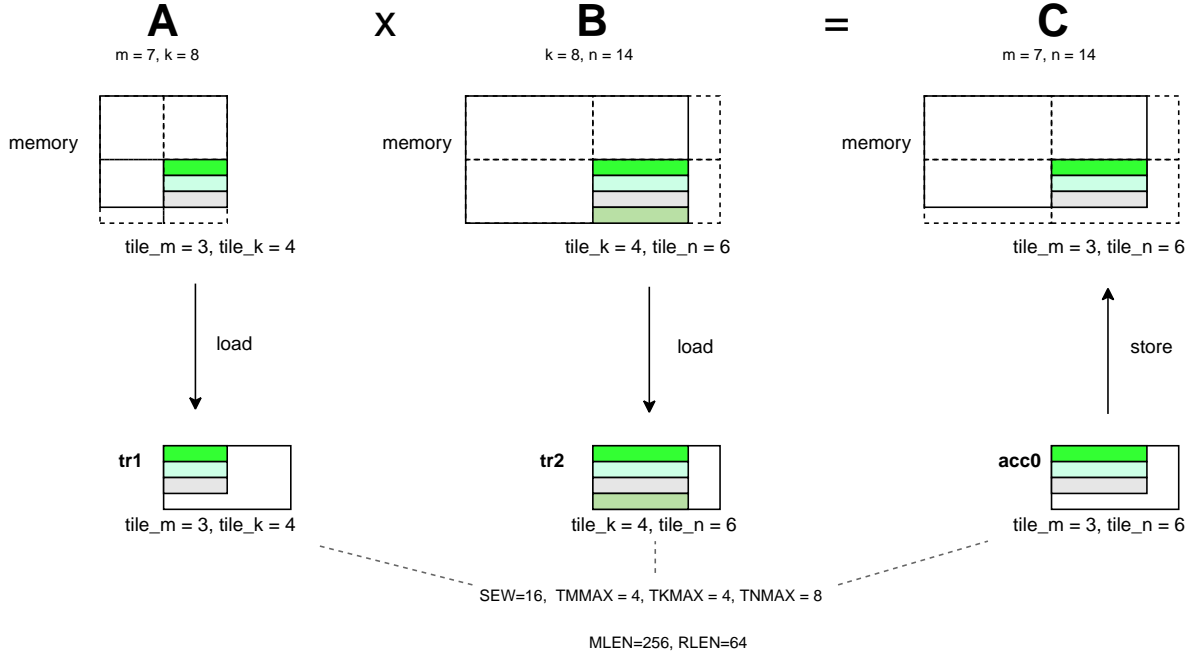 A x B = C
m = 7, k = 8 k = 8, n = 14 m = 7, n = 14
memory memory memory
tile_m = 3, tile_k = 4 tile_k = 4, tile_n = 6 tile_m = 3, tile_n = 6
load load store
tr1 tr2 acc0
tile_m = 3, tile_k = 4 tile_k = 4, tile_n = 6 tile_m = 3, tile_n = 6
SEW=16, TMMAX = 4, TKMAX = 4, TNMAX = 8
MLEN=256, RLEN=64